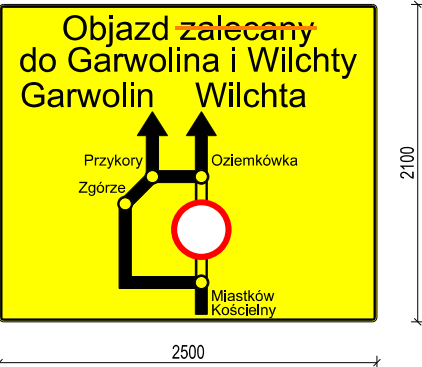 Objazd zalecany
do Garwolina i Wilchty
Garwolin Wilchta
Przykory
Oziemkówka
Zgórze
Miastków
Kościelny
2100
2500